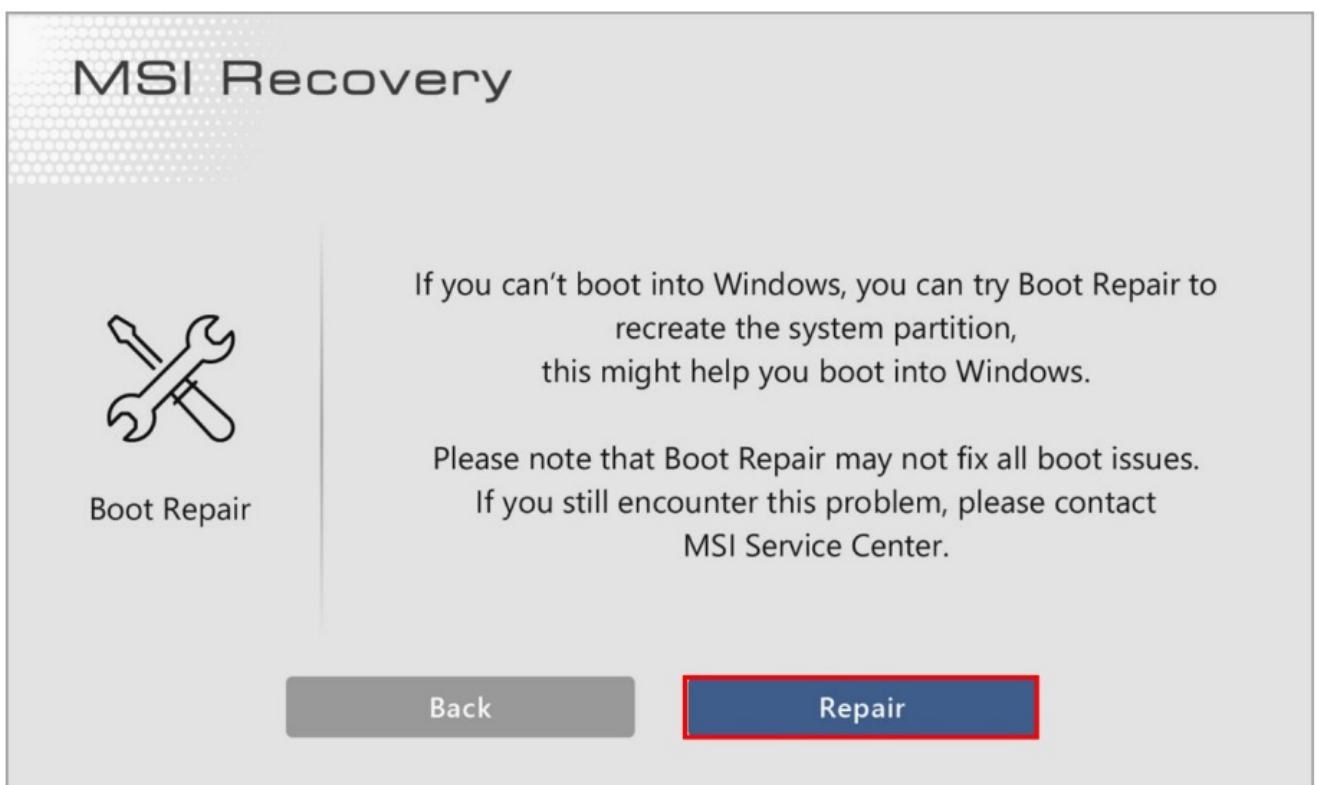 MSI Recovery
If you can't boot into Windows, you can try Boot Repair to
recreate the system partition,
this might help you boot into Windows.
Please note that Boot Repair may not fix all boot issues.
If you still encounter this problem, please contact
MSI Service Center.
Boot Repair
Back
Repair